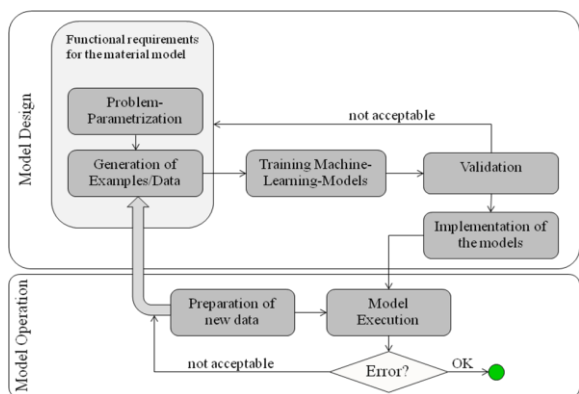 Functional requirements
for the material model
Problem-
Parametrization
Generation of
Examples/Data
Training Machine-
Learning-Models
not acceptable
Validation
Implementation of
the models
Model Design
Preparation of
new data
Model
Execution
not acceptable
Error?
OK
Model Operation